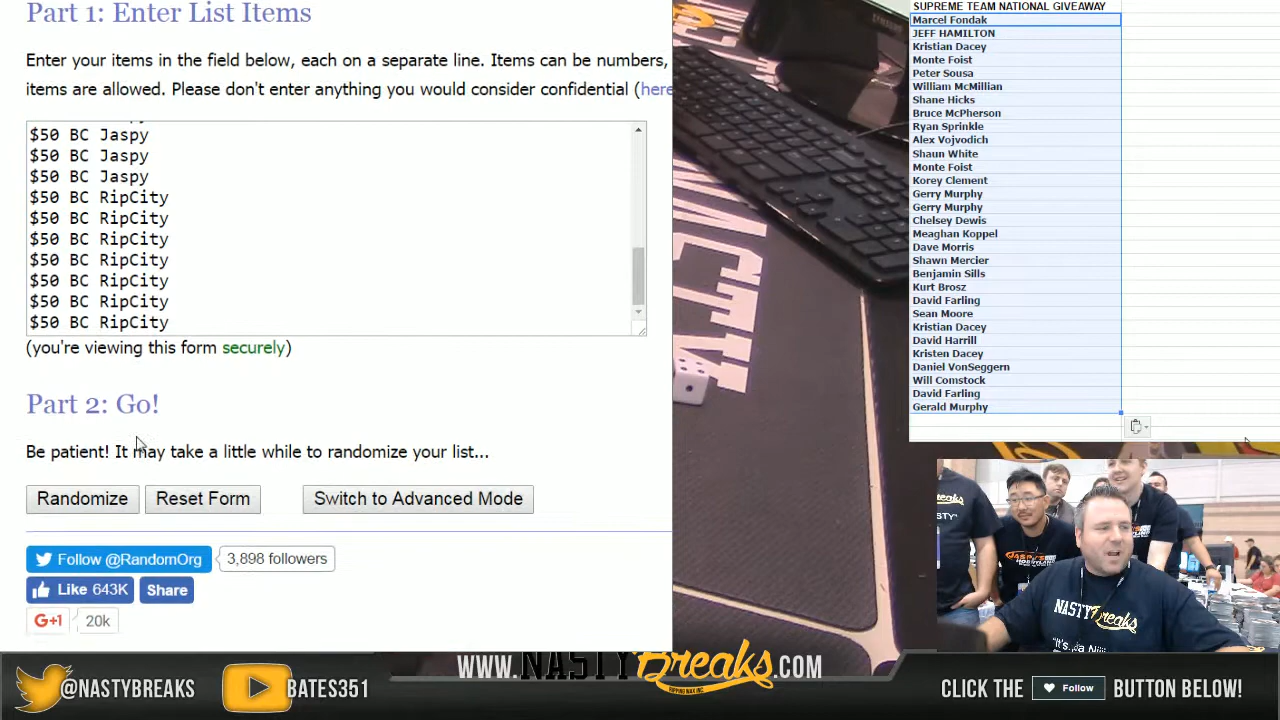 Part 1: Enter List Items
Enter your items in the field below, each on a separate line. Items can be numbers,
items are allowed. Please don't enter anything you would consider confidential (here
$50 BC Jaspy
$50 BC Jaspy
$50 BC Jaspy
$50 BC RipCity
$50 BC RipCity
$50 BC RipCity
$50 BC RipCity
$50 BC RipCity
$50 BC RipCity
$50 BC RipCity
(you're viewing this form securely)
Part 2: Go!
Be patient! It may take a little while to randomize your list...
Randomize
Reset Form
Switch to Advanced Mode
Follow @RandomOrg
3,898 followers
Like 643K
Share
G+1
20k
SUPREME TEAM NATIONAL GIVEAWAY
Marcel Fondak
JEFF HAMILTON
Kristian Dacey
Monte Foist
Peter Sousa
William McMillian
Shane Hicks
Bruce McPherson
Ryan Sprinkle
Alex Vojvodich
Shaun White
Monte Foist
Korey Clement
Gerry Murphy
Gerry Murphy
Chelsey Dewis
Meaghan Koppel
Dave Morris
Shawn Mercier
Benjamin Sills
Kurt Brosz
David Farling
Sean Moore
Kristian Dacey
David Harrill
Kristen Dacey
Daniel VonSeggern
Will Comstock
David Farling
Gerald Murphy
NASTYBreaks
@NASTYBREAKS
BATES351
WWW.NASTYBreaks.COM
RIPPING WAX INC.
CLICK THE
Follow
BUTTON BELOW!